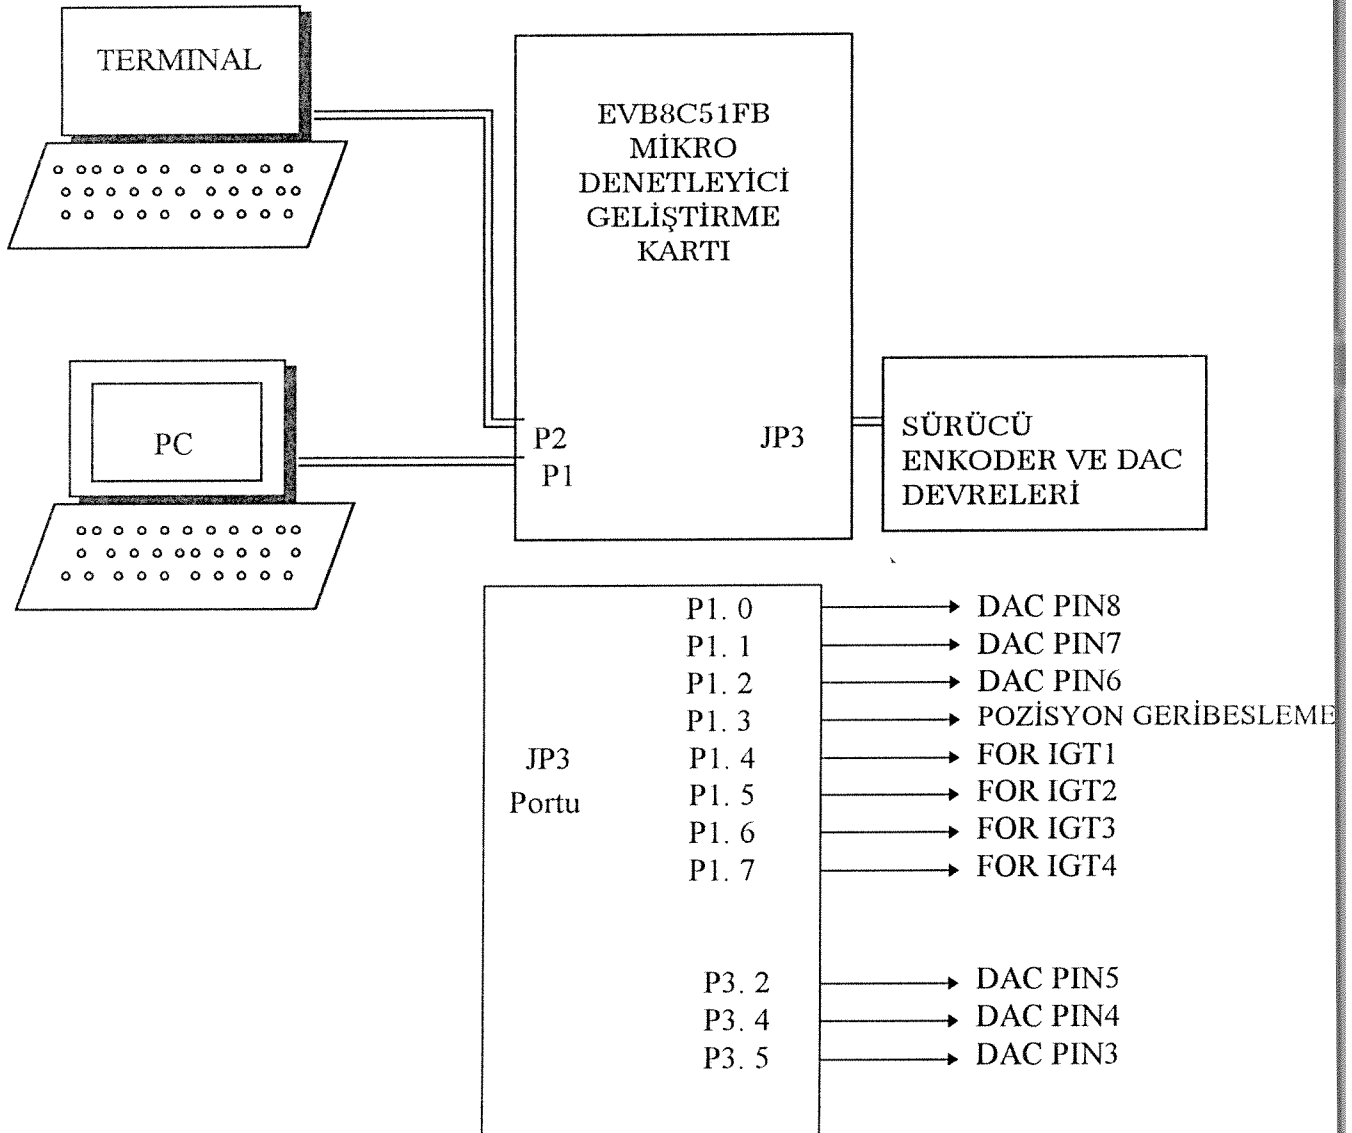 TERMINAL
EVB8C51FB
MİKRO
DENETLEYİCİ
GELİŞTİRME
KARTI
P2
P1
JP3
PC
SÜRÜCÜ
ENKODER VE DAC
DEVRELERİ
JP3
Portu
P1. 0 DAC PIN8
P1. 1 DAC PIN7
P1. 2 DAC PIN6
P1. 3 POZİSYON GERİBESLEME
P1. 4 FOR IGT1
P1. 5 FOR IGT2
P1. 6 FOR IGT3
P1. 7 FOR IGT4
P3. 2 DAC PIN5
P3. 4 DAC PIN4
P3. 5 DAC PIN3